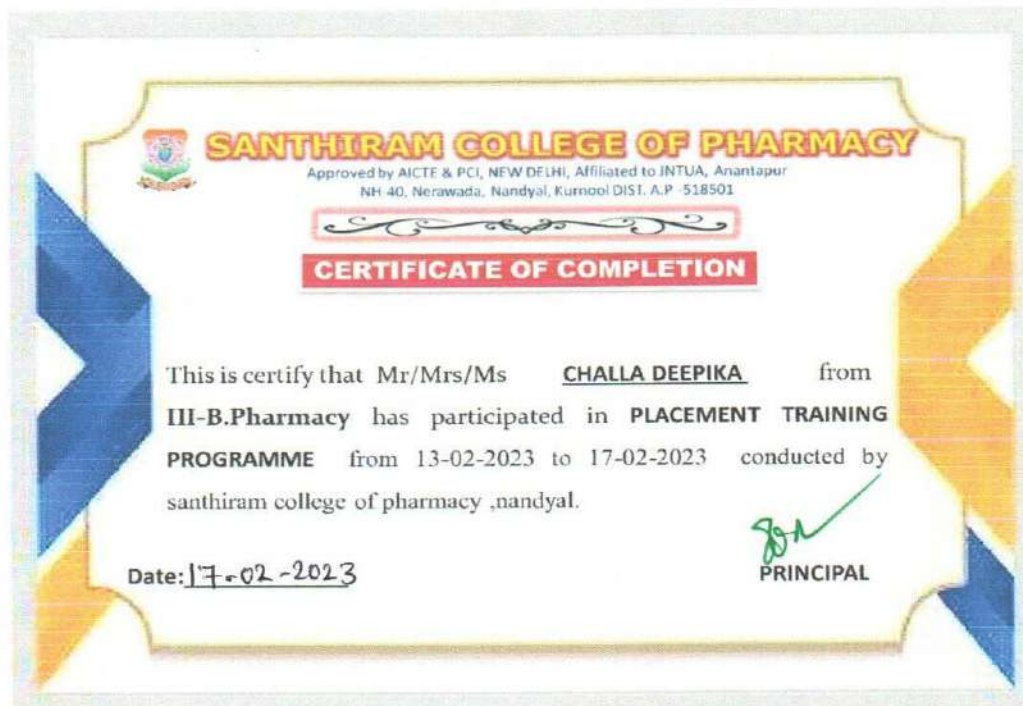 SANTHIRAM COLLEGE OF PHARMACY
Approved by AICTE & PCI, NEW DELHI, Affiliated to JNTUA, Anantapur
NH 40, Nerawada, Nandyal, Kurnool DIST. A.P -518501
CERTIFICATE OF COMPLETION
This is certify that Mr/Mrs/Ms CHALLA DEEPIKA from
III-B.Pharmacy has participated in PLACEMENT TRAINING
PROGRAMME from 13-02-2023 to 17-02-2023 conducted by
santhiram college of pharmacy ,nandyal.
Date: 17-02-2023
PRINCIPAL